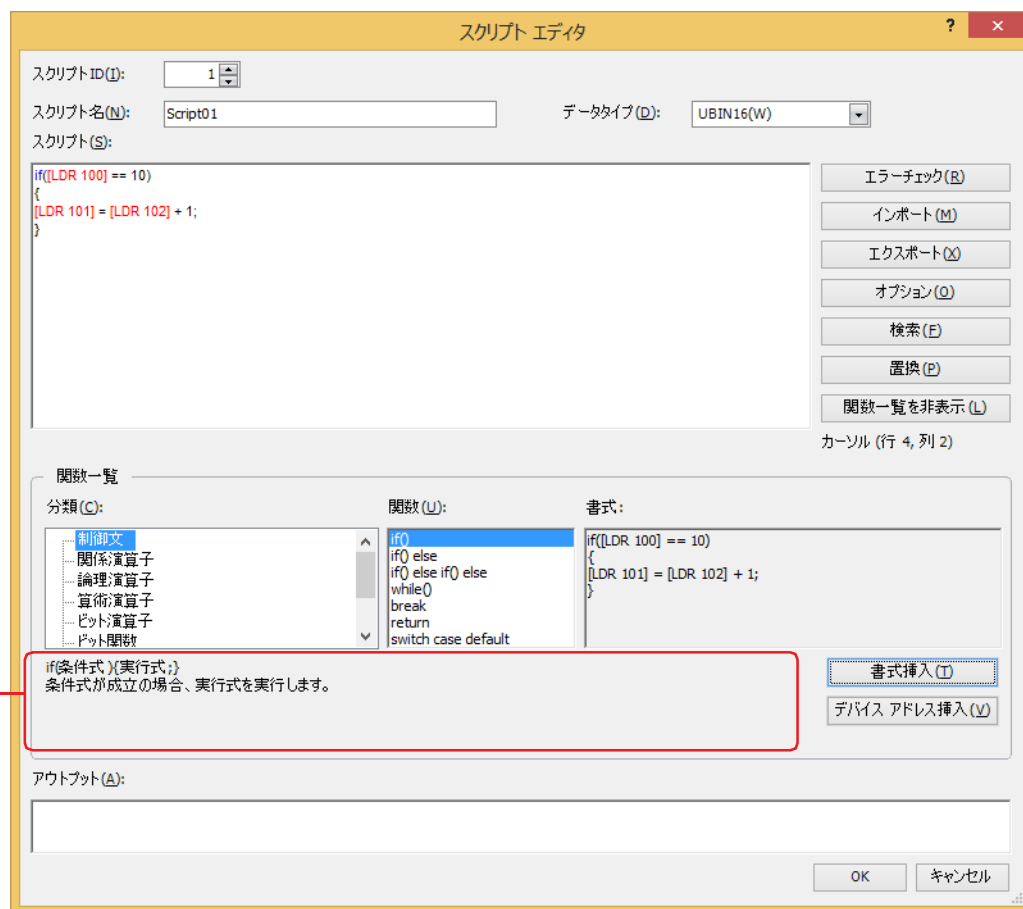 スクリプト エディタ
?
×
スクリプト ID(I):
1
スクリプト名(N):
Script01
データタイプ(D):
UBIN16(W)
スクリプト(S):
if([LDR 100] == 10)
{
[LDR 101] = [LDR 102] + 1;
}
エラーチェック(R)
インポート(M)
エクスポート(X)
オプション(O)
検索(F)
置換(P)
関数一覧を非表示(L)
カーソル (行 4, 列 2)
関数一覧
分類(C):
制御文
関係演算子
論理演算子
算術演算子
ビット演算子
ビット関数
関数(U):
if()
if() else
if() else if() else
while()
break
return
switch case default
書式:
if([LDR 100] == 10)
{
[LDR 101] = [LDR 102] + 1;
}
if(条件式){実行式;}
条件式が成立の場合、実行式を実行します。
書式挿入(T)
デバイス アドレス挿入(V)
アウトプット(A):
OK
キャンセル